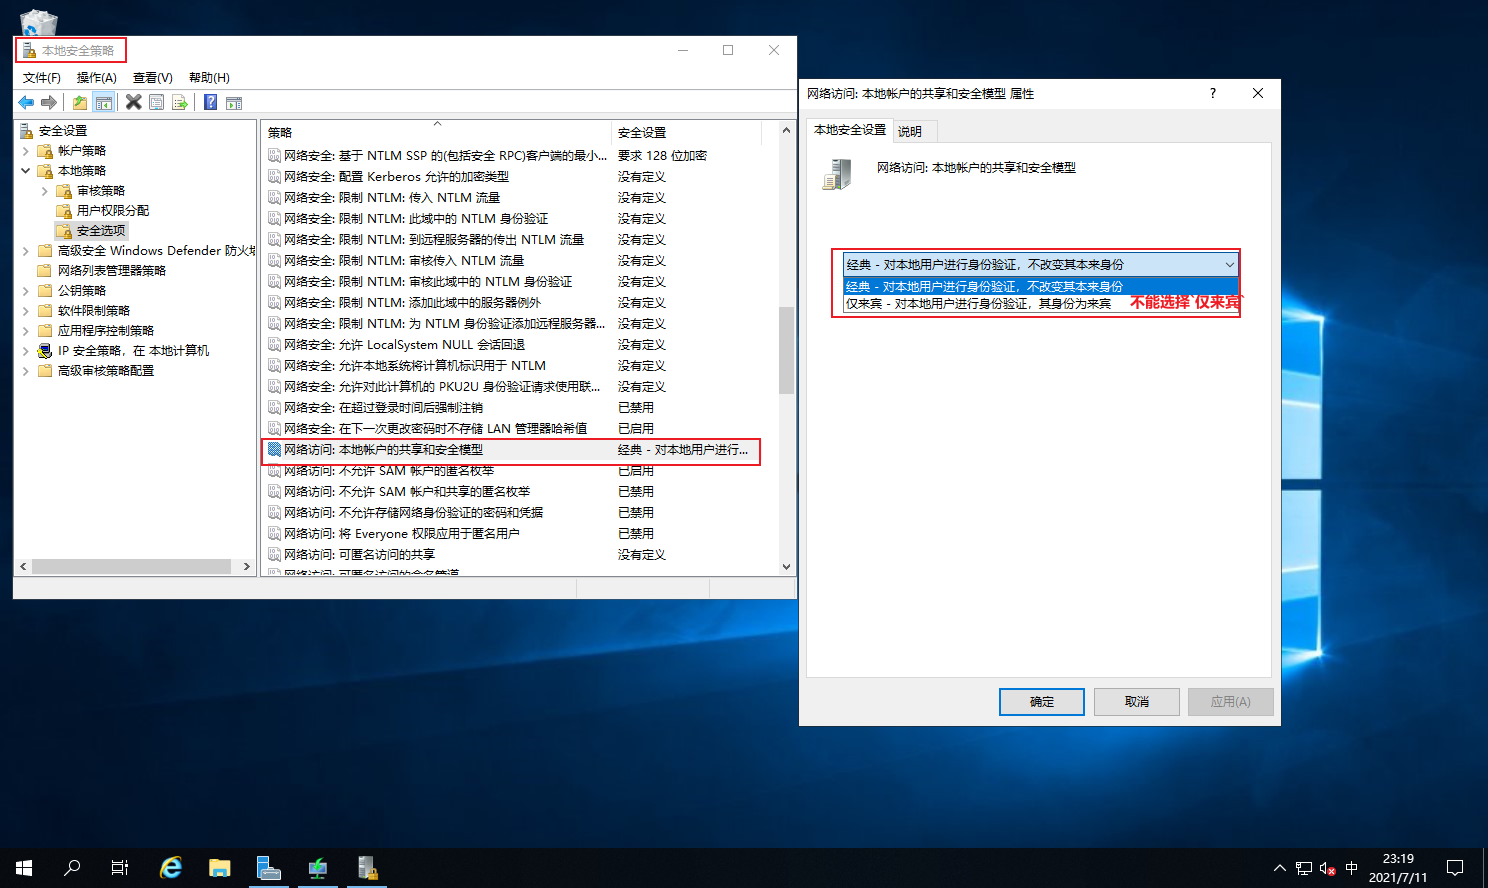 本地安全策略
文件(F) 操作(A) 查看(V) 帮助(H)
安全设置
帐户策略
本地策略
审核策略
用户权限分配
安全选项
高级安全 Windows Defender 防火
网络列表管理器策略
公钥策略
软件限制策略
应用程序控制策略
IP 安全策略，在 本地计算机
高级审核策略配置
策略 安全设置
网络安全: 基于 NTLM SSP 的(包括安全 RPC)客户端的最小... 要求 128 位加密
网络安全: 配置 Kerberos 允许的加密类型 没有定义
网络安全: 限制 NTLM: 传入 NTLM 流量 没有定义
网络安全: 限制 NTLM: 此域中的 NTLM 身份验证 没有定义
网络安全: 限制 NTLM: 到远程服务器的传出 NTLM 流量 没有定义
网络安全: 限制 NTLM: 审核传入 NTLM 流量 没有定义
网络安全: 限制 NTLM: 审核此域中的 NTLM 身份验证 没有定义
网络安全: 限制 NTLM: 添加此域中的服务器例外 没有定义
网络安全: 限制 NTLM: 为 NTLM 身份验证添加远程服务器... 没有定义
网络安全: 允许 LocalSystem NULL 会话回退 没有定义
网络安全: 允许本地系统将计算机标识用于 NTLM 没有定义
网络安全: 允许对此计算机的 PKU2U 身份验证请求使用联... 没有定义
网络安全: 在超过登录时间后强制注销 已禁用
网络安全: 在下一次更改密码时不存储 LAN 管理器哈希值 已启用
网络访问: 本地帐户的共享和安全模型 经典 - 对本地用户进行...
网络访问: 不允许 SAM 帐户的匿名枚举 已启用
网络访问: 不允许 SAM 帐户和共享的匿名枚举 已禁用
网络访问: 不允许存储网络身份验证的密码和凭据 已禁用
网络访问: 将 Everyone 权限应用于匿名用户 已禁用
网络访问: 可匿名访问的共享 没有定义
网络访问: 可匿名访问的命名管道
网络访问: 本地帐户的共享和安全模型 属性 ?
本地安全设置 说明
网络访问: 本地帐户的共享和安全模型
经典 - 对本地用户进行身份验证，不改变其本来身份
经典 - 对本地用户进行身份验证，不改变其本来身份
仅来宾 - 对本地用户进行身份验证，其身份为来宾 不能选择`仅来宾`
确定 取消 应用(A)
中 23:19
2021/7/11